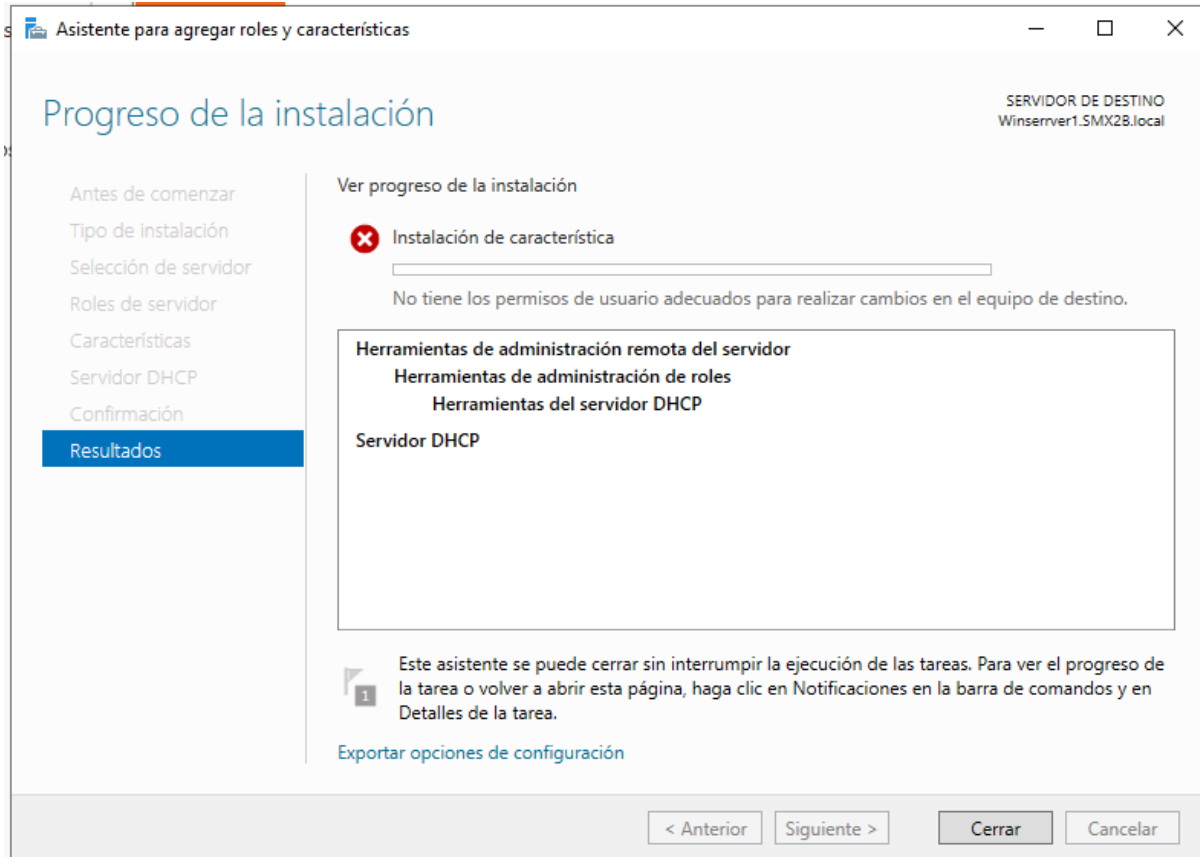 Asistente para agregar roles y características
Progreso de la instalación
SERVIDOR DE DESTINO
Winserrver1.SMX2B.local
Antes de comenzar
Tipo de instalación
Selección de servidor
Roles de servidor
Características
Servidor DHCP
Confirmación
Resultados
Ver progreso de la instalación
Instalación de característica
No tiene los permisos de usuario adecuados para realizar cambios en el equipo de destino.
Herramientas de administración remota del servidor
Herramientas de administración de roles
Herramientas del servidor DHCP
Servidor DHCP
1
Este asistente se puede cerrar sin interrumpir la ejecución de las tareas. Para ver el progreso de
la tarea o volver a abrir esta página, haga clic en Notificaciones en la barra de comandos y en
Detalles de la tarea.
Exportar opciones de configuración
< Anterior
Siguiente >
Cerrar
Cancelar